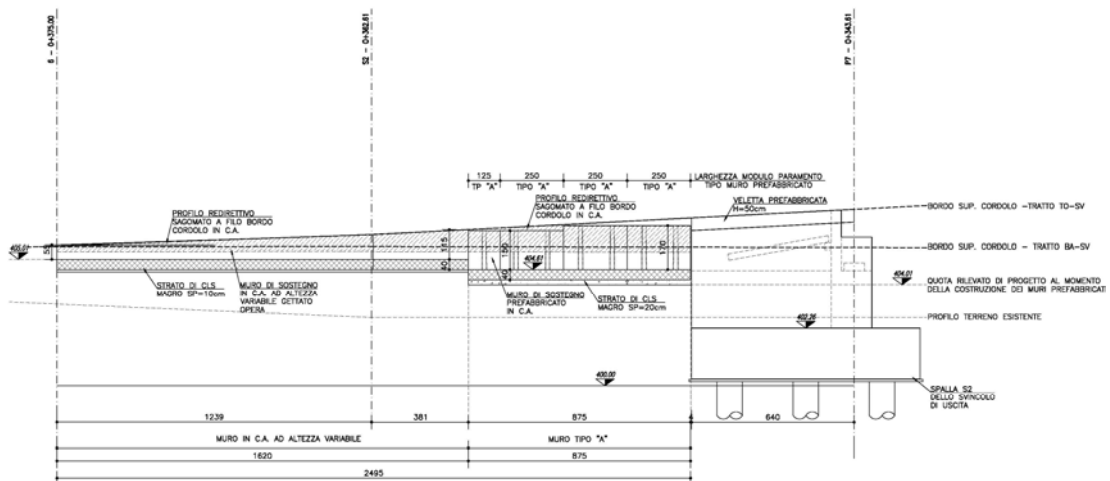 6 - 0+375.00
S2 - 0+362.61
P7 - 0+343.61
125
250
250
250
TP "A"
TIPO "A"
TIPO "A"
TIPO "A"
LARGHEZZA MODULO PARAMENTO
TIPO MURO PREFABBRICATO
PROFILO REDIRETTIVO
SAGOMATO A FILO BORDO
CORDOLO IN C.A.
VELETTA PREFABBRICATA
H=50cm
BORDO SUP. CORDOLO -TRATTO TO-SV
PROFILO REDIRETTIVO
SAGOMATO A FILO BORDO
CORDOLO IN C.A.
405.01
55
115
150
170
BORDO SUP. CORDOLO - TRATTO BA-SV
40
404.61
40
404.01
STRATO DI CLS
MAGRO SP=10cm
MURO DI SOSTEGNO
IN C.A. AD ALTEZZA
VARIABILE GETTATO
OPERA
MURO DI SOSTEGNO
PREFABBRICATO
IN C.A.
STRATO DI CLS
MAGRO SP=20cm
QUOTA RILEVATO DI PROGETTO AL MOMENTO
DELLA COSTRUZIONE DEI MURI PREFABBRICATI
402.26
PROFILO TERRENO ESISTENTE
400.00
SPALLA S2
DELLO SVINCOLO
DI USCITA
1239
381
875
640
MURO IN C.A. AD ALTEZZA VARIABILE
MURO TIPO "A"
1620
875
2495